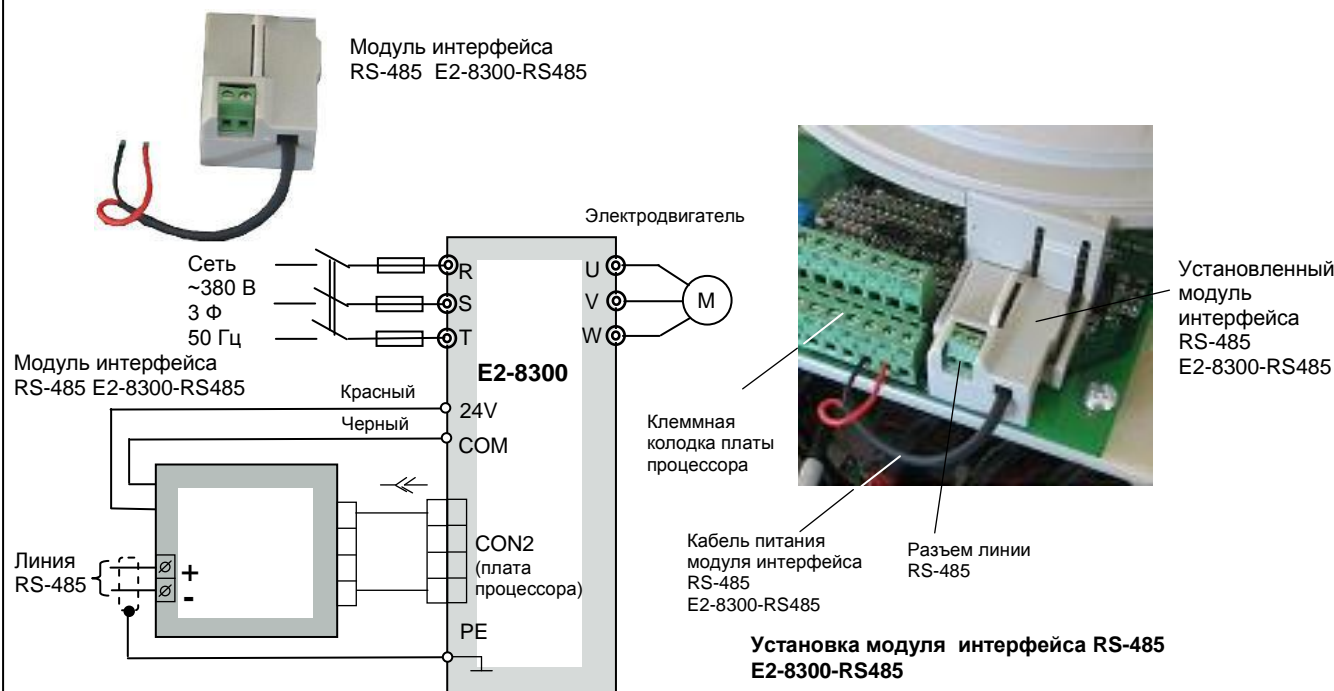 Модуль интерфейса
RS-485 E2-8300-RS485
Электродвигатель
Сеть
~380 В
3 Ф
50 Гц
R
S
T
U
V
W
M
E2-8300
Модуль интерфейса
RS-485 E2-8300-RS485
Красный
24V
Черный
COM
Линия
RS-485
+
-
CON2
(плата
процессора)
PE
Установленный
модуль
интерфейса
RS-485
E2-8300-RS485
Клеммная
колодка платы
процессора
Кабель питания
модуля интерфейса
RS-485
E2-8300-RS485
Разъем линии
RS-485
Установка модуля интерфейса RS-485
E2-8300-RS485